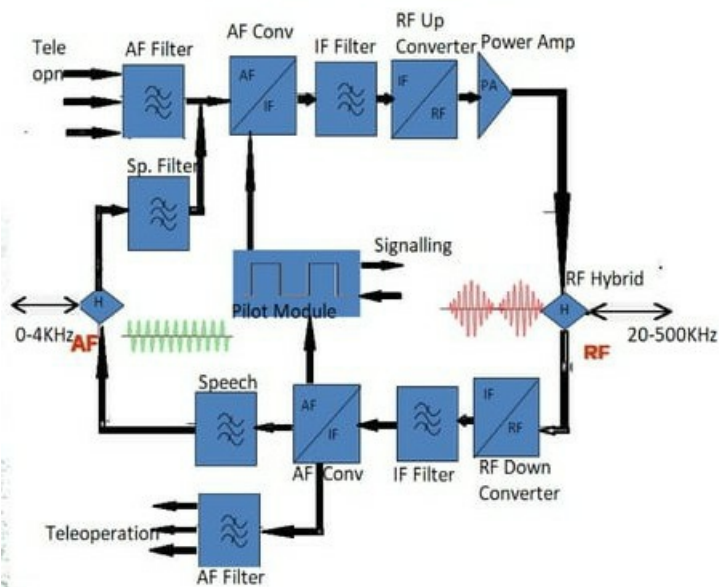 Tele
opn
AF Filter
AF Conv
IF Filter
RF Up
Converter
Power Amp
AF
IF
IF
RF
PA
Sp. Filter
Signalling
Pilot Module
RF Hybrid
H
H
0-4KHz
AF
20-500KHz
RF
Speech
AF
IF
IF
RF
AF Conv
IF Filter
RF Down
Converter
Teleoperation
AF Filter